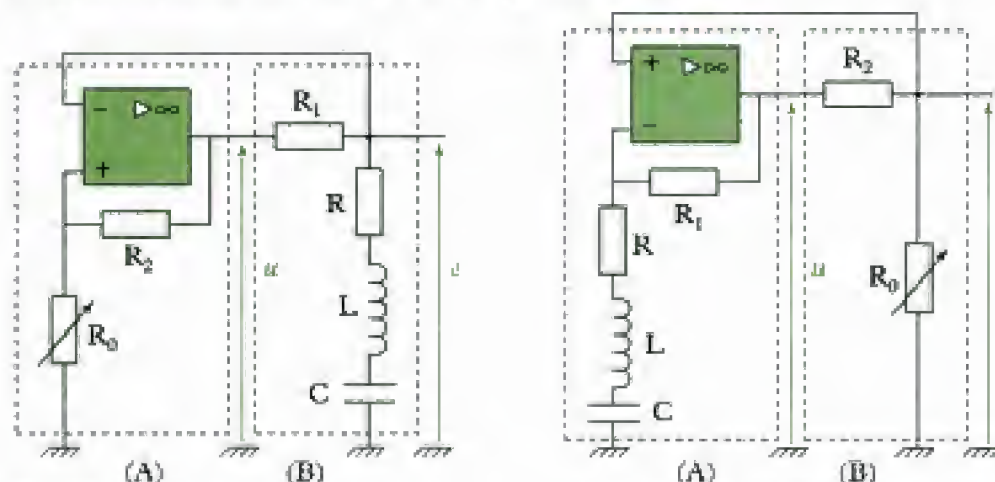 −
▷∞
+
R₁
R₂
R
u
L
R₀
C
(A)
(B)
+
▷∞
−
R₂
R₁
R
u
R₀
L
C
(A)
(B)